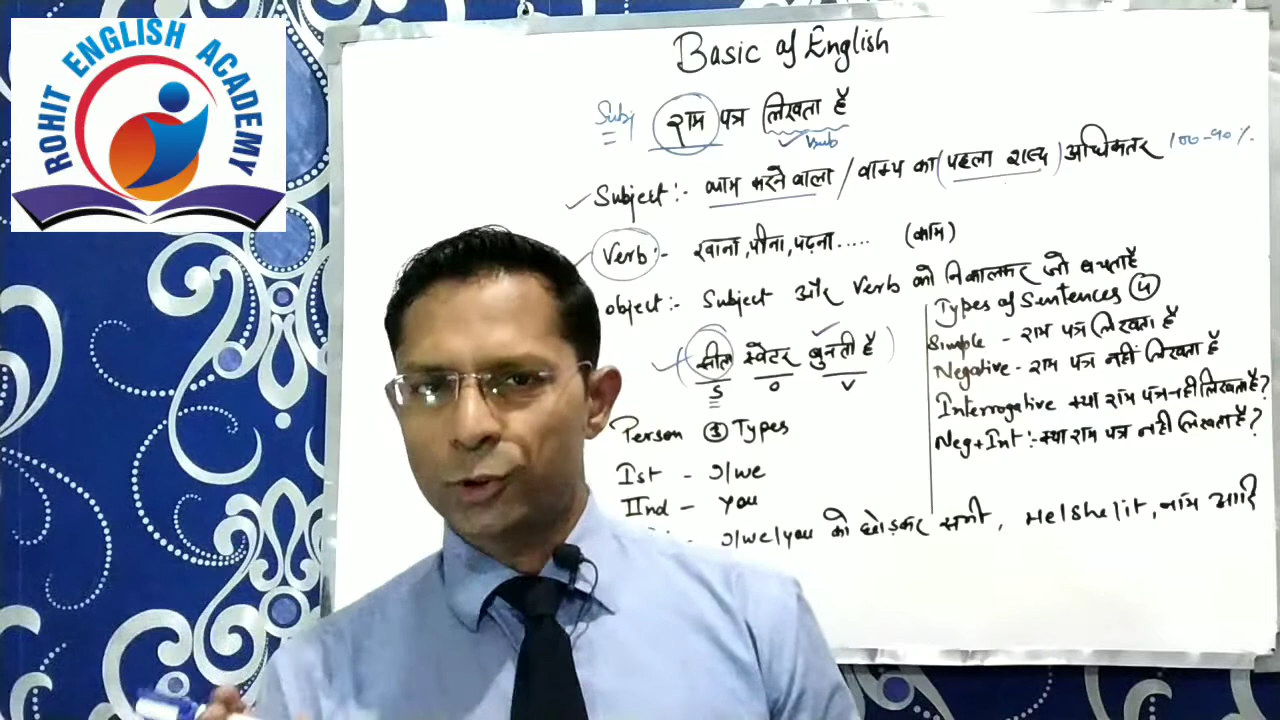 ROHIT ENGLISH ACADEMY
Basic of English
Subj राम पत्र लिखता है
Verb
Subject :- काम करने वाला / वाक्य का (पहला शब्द) अधिकतर
Verb :- खाना, पीना, पढ़ना..... (काम)
object :- Subject और Verb को निकालकर जो बचता है
सीता स्वेटर बुनती है
S O V
Person 3 Types
Ist - I/we
IInd - you
I/we/you को छोड़कर सभी, He/She/it, नाम आदि
Types of Sentences 4
Simple - राम पत्र लिखता है
Negative - राम पत्र नहीं लिखता है
Interrogative क्या राम पत्र नहीं लिखता है?
Neg+Int :- क्या राम पत्र नहीं लिखता है?